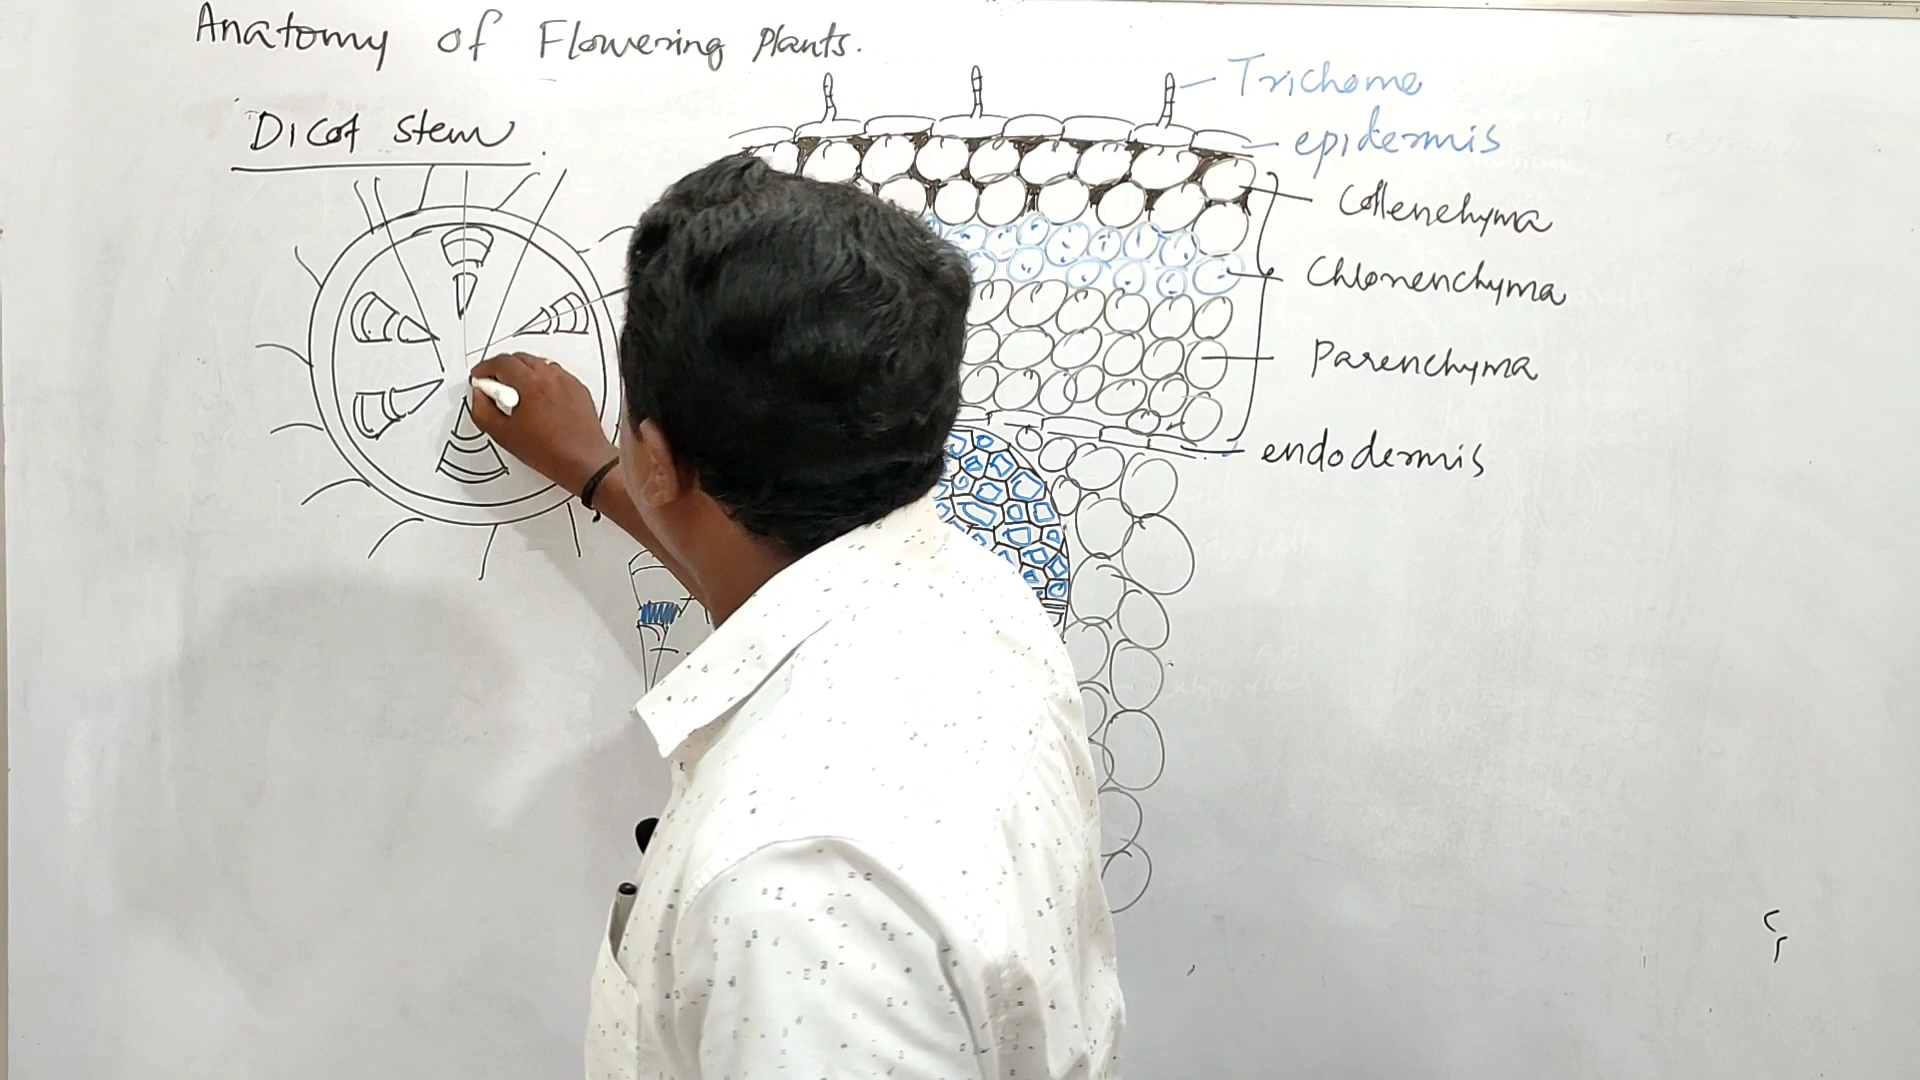 Anatomy of Flowering Plants.
Dicot Stem
Trichome
epidermis
Collenchyma
Chlorenchyma
Parenchyma
endodermis